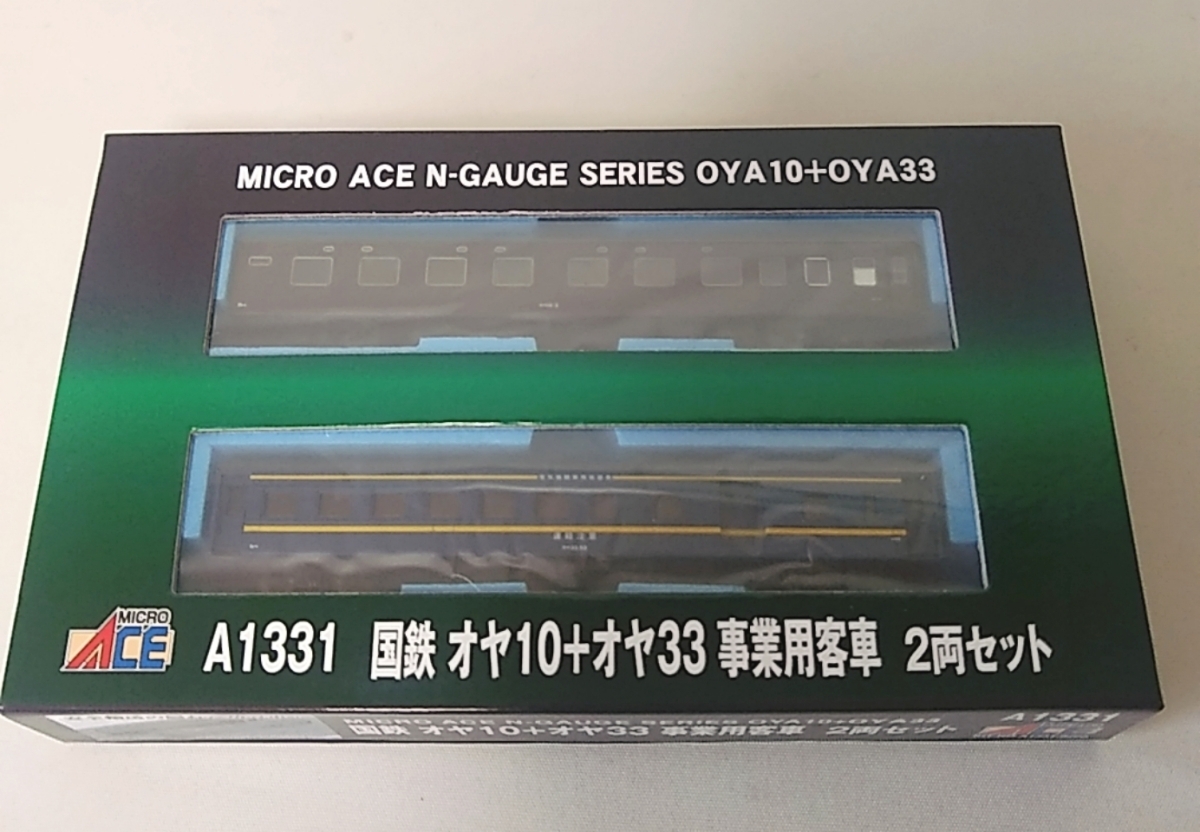 MICRO ACE N-GAUGE SERIES OYA10+OYA33
MICRO
ACE
A1331 国鉄 オヤ10+オヤ33 事業用客車 2両セット
MICRO ACE N-GAUGE SERIES OYA10+OYA33
A1331
国鉄 オヤ10+オヤ33 事業用客車 2両セット